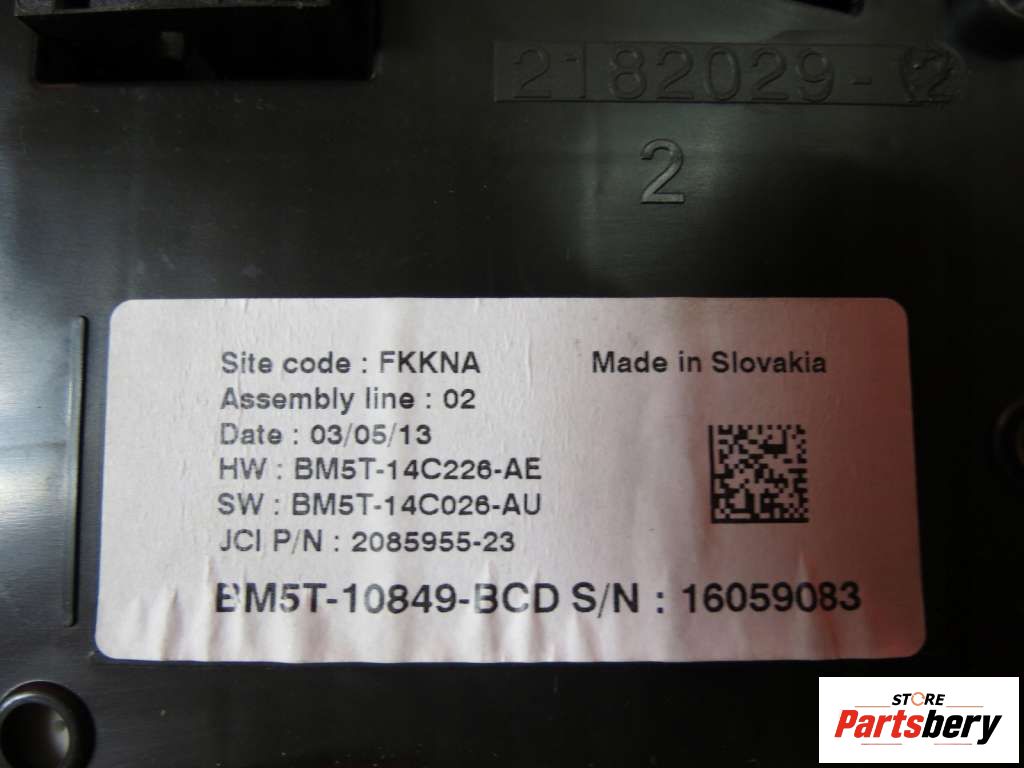 2182029-2
2
Site code : FKKNA
Made in Slovakia
Assembly line : 02
Date : 03/05/13
HW : BM5T-14C226-AE
SW : BM5T-14C026-AU
JCI P/N : 2085955-23
BM5T-10849-BCD S/N : 16059083
STORE
Partsbery